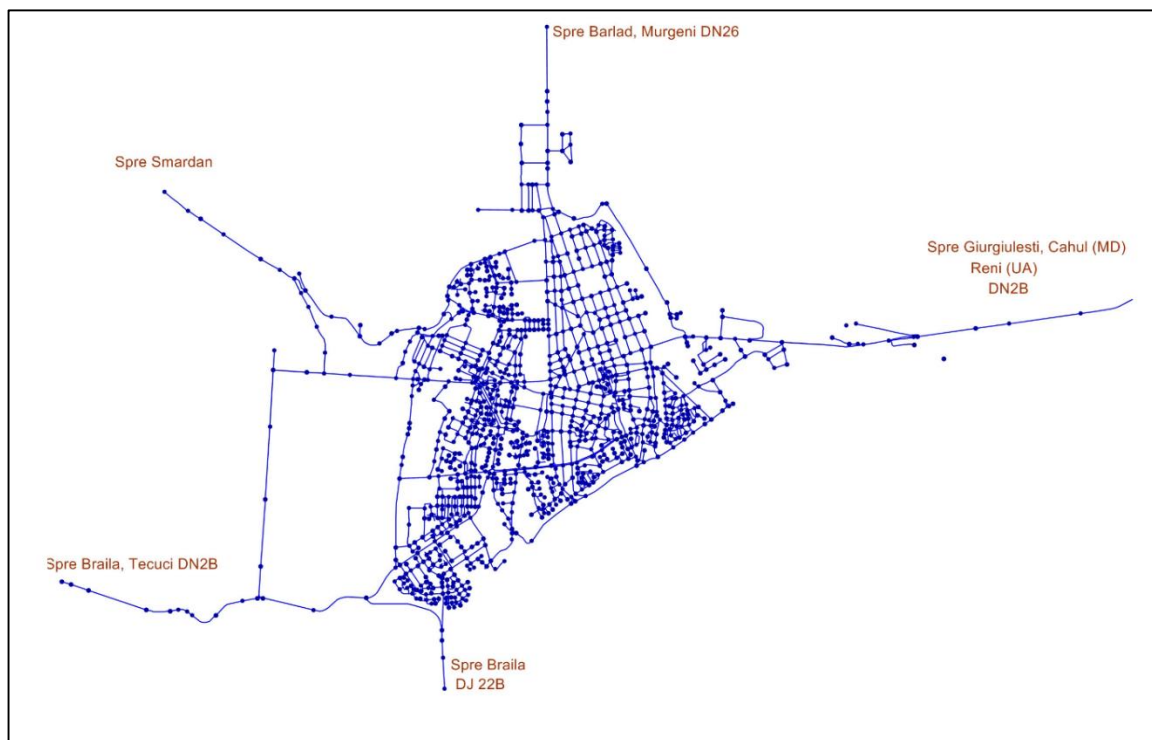 Spre Barlad, Murgeni DN26
Spre Smardan
Spre Giurgiulesti, Cahul (MD)
Reni (UA)
DN2B
Spre Braila, Tecuci DN2B
Spre Braila
DJ 22B